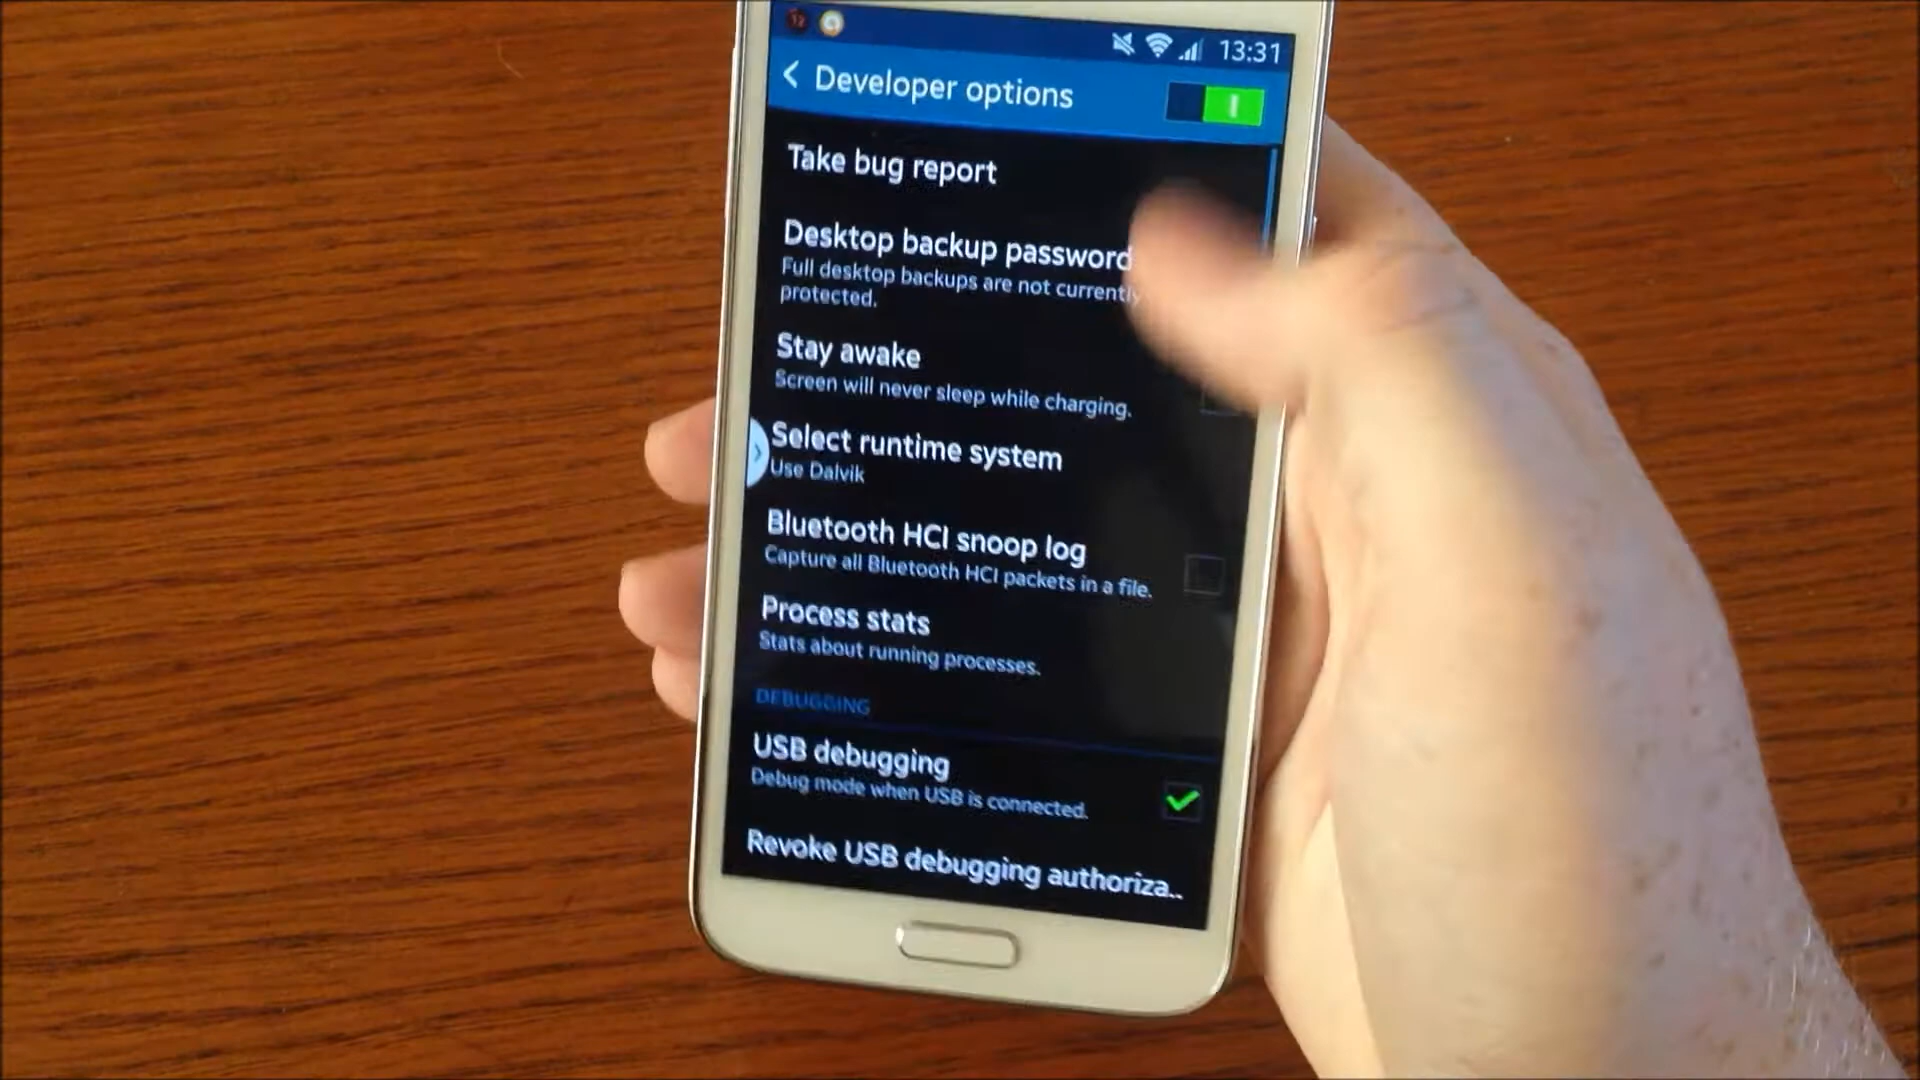 13:31
Developer options
Take bug report
Desktop backup password
Full desktop backups are not currently
protected.
Stay awake
Screen will never sleep while charging.
Select runtime system
Use Dalvik
Bluetooth HCI snoop log
Capture all Bluetooth HCI packets in a file.
Process stats
Stats about running processes.
DEBUGGING
USB debugging
Debug mode when USB is connected.
Revoke USB debugging authoriza..